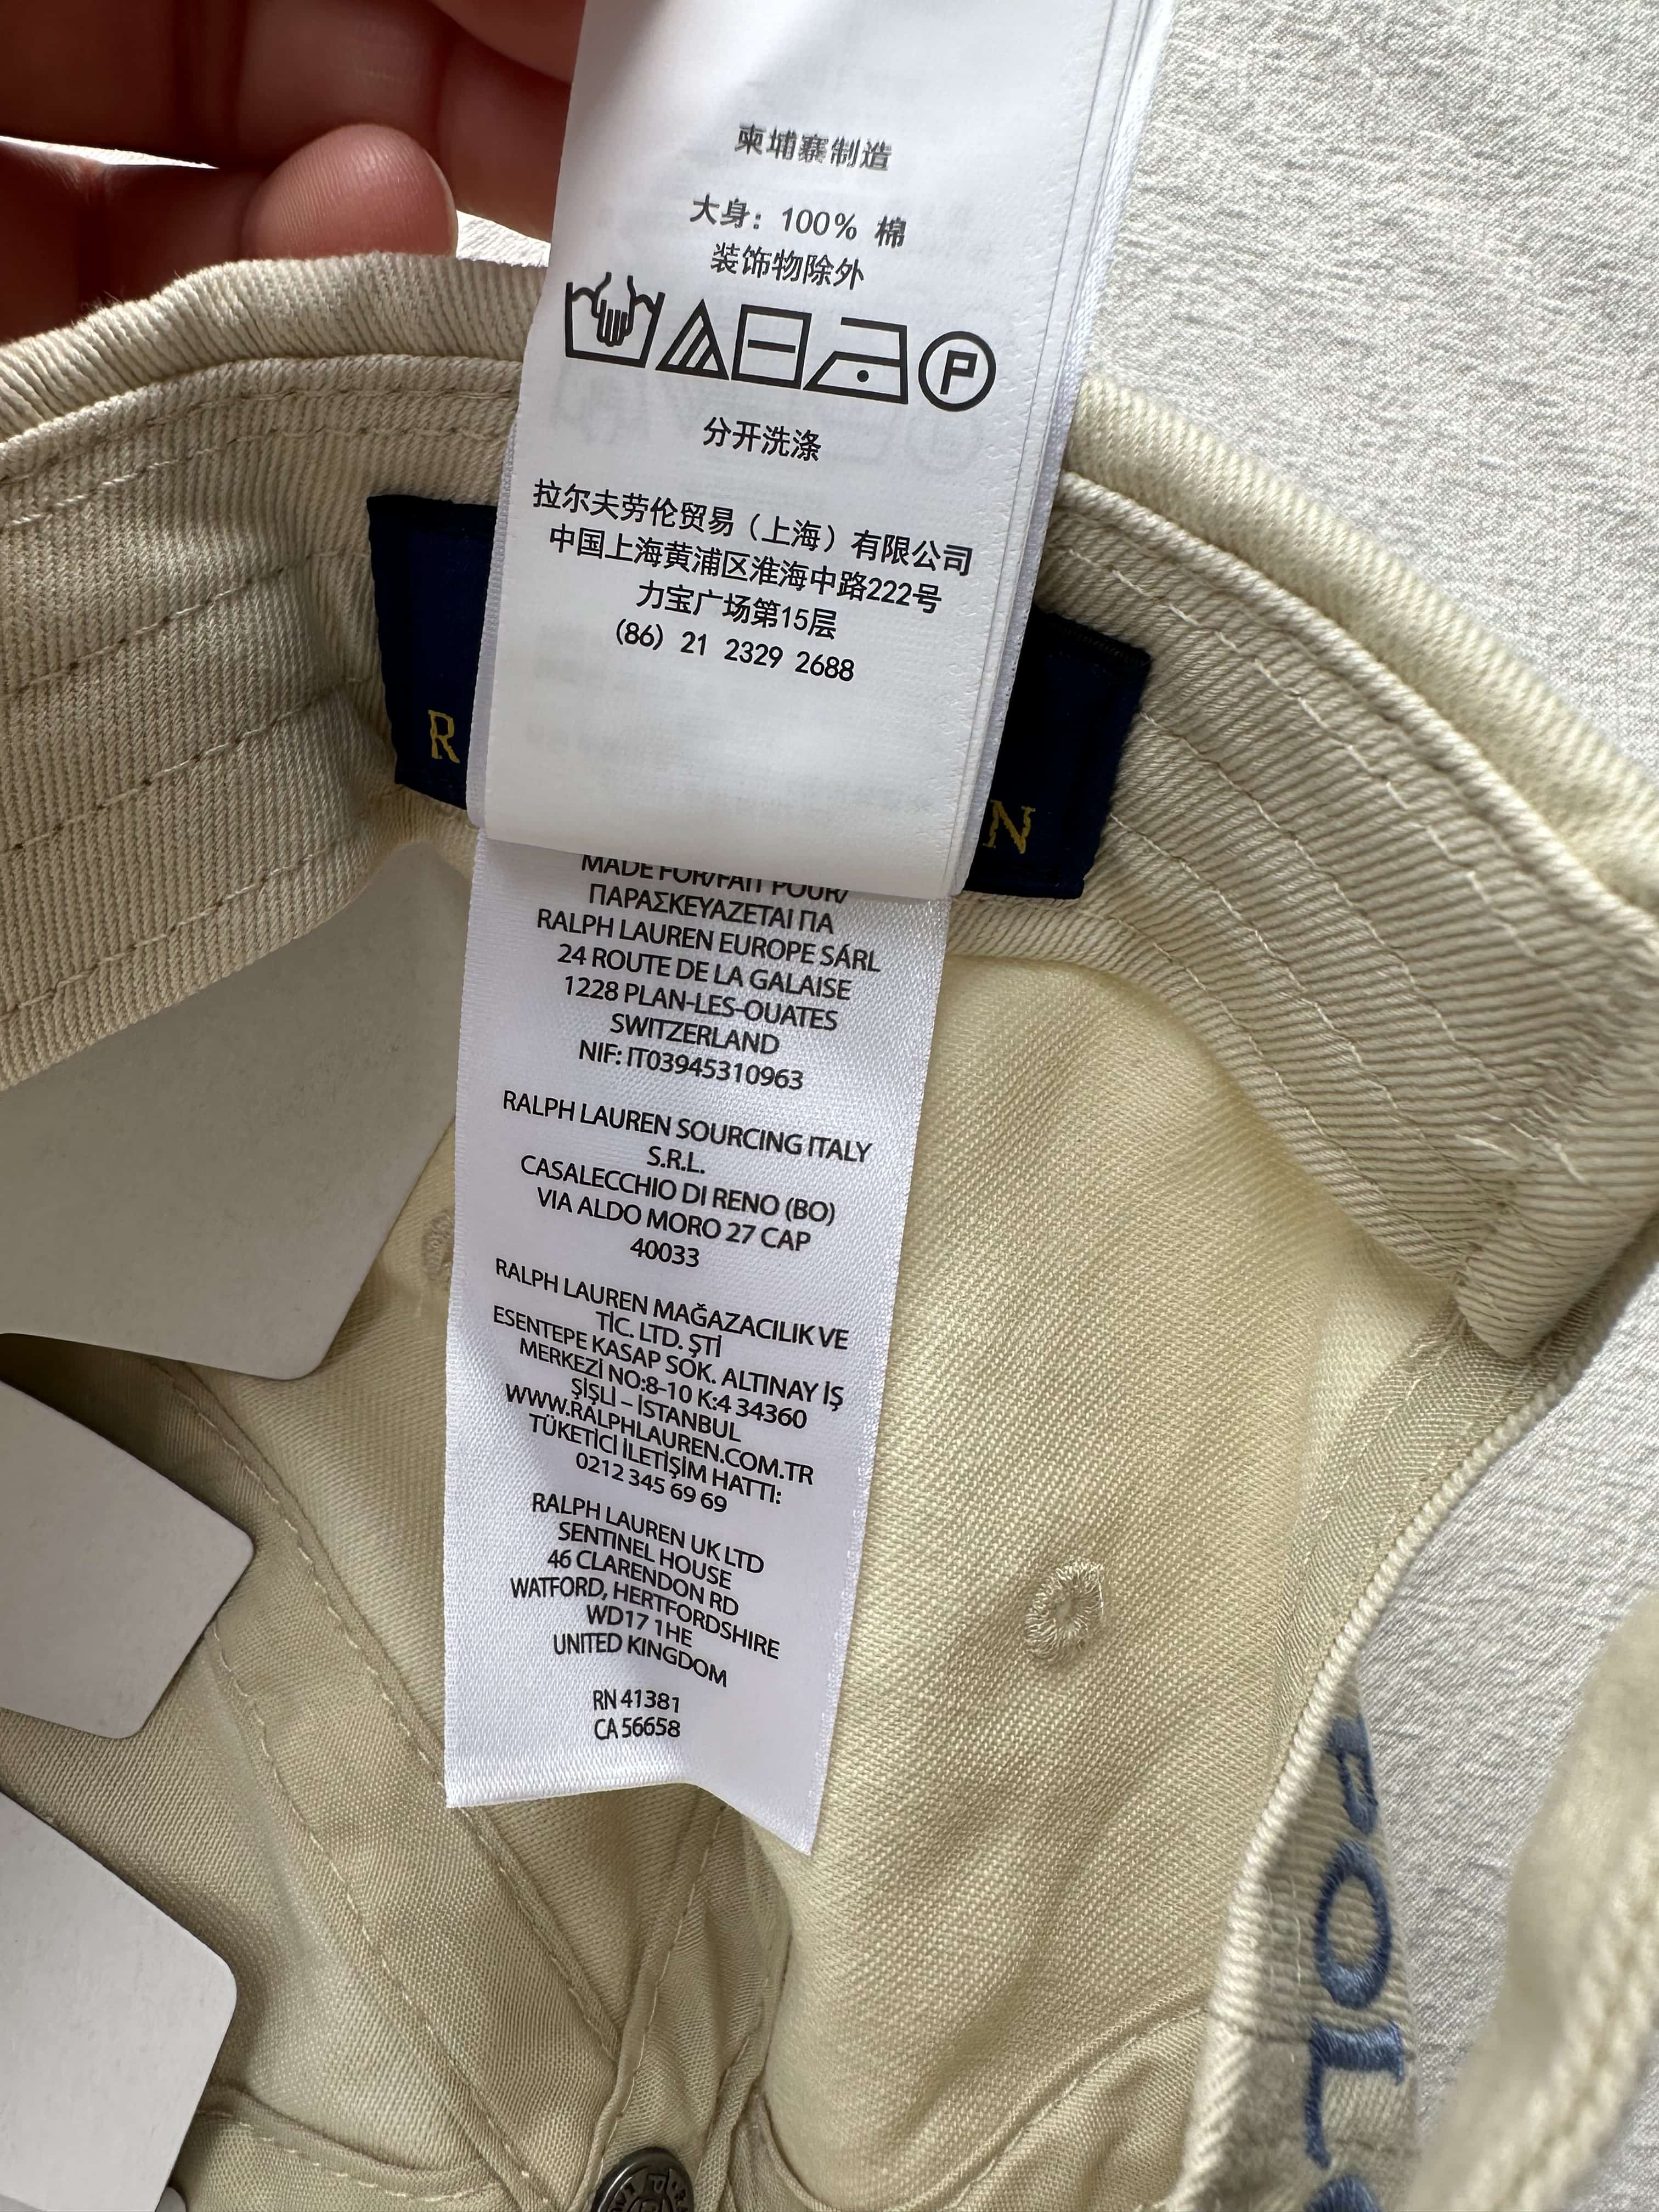 柬埔寨制造
大身: 100% 棉
装饰物除外
P
分开洗涤
拉尔夫劳伦贸易（上海）有限公司
中国上海黄浦区淮海中路222号
力宝广场第15层
(86) 21 2329 2688
R
N
MADE FOR/FAIT POUR/
ΠΑΡΑΣΚΕΥΑΖΕΤΑΙ ΠΑ
RALPH LAUREN EUROPE SÁRL
24 ROUTE DE LA GALAISE
1228 PLAN-LES-OUATES
SWITZERLAND
NIF: IT03945310963
RALPH LAUREN SOURCING ITALY
S.R.L.
CASALECCHIO DI RENO (BO)
VIA ALDO MORO 27 CAP
40033
RALPH LAUREN MAĞAZACILIK VE
TİC. LTD. ŞTİ
ESENTEPE KASAP SOK. ALTINAY İŞ
MERKEZİ NO:8-10 K:4 34360
ŞİŞLİ – İSTANBUL
WWW.RALPHLAUREN.COM.TR
TÜKETİCİ İLETİŞİM HATTI:
0212 345 69 69
RALPH LAUREN UK LTD
SENTINEL HOUSE
46 CLARENDON RD
WATFORD, HERTFORDSHIRE
WD17 1HE
UNITED KINGDOM
RN 41381
CA 56658
POL